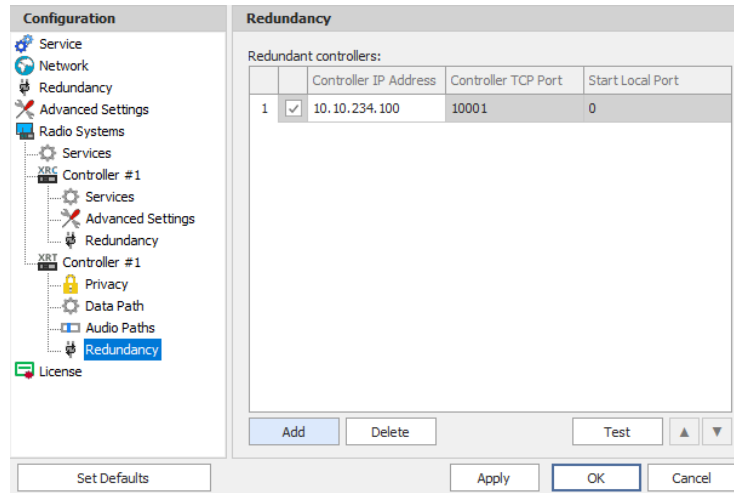 Configuration
Service
Network
Redundancy
Advanced Settings
Radio Systems
Services
XRC Controller #1
Services
Advanced Settings
Redundancy
XRT Controller #1
Privacy
Data Path
Audio Paths
Redundancy
License
Redundancy
Redundant controllers:
Controller IP Address Controller TCP Port Start Local Port
1 10.10.234.100 10001 0
Add Delete Test
Set Defaults Apply OK Cancel